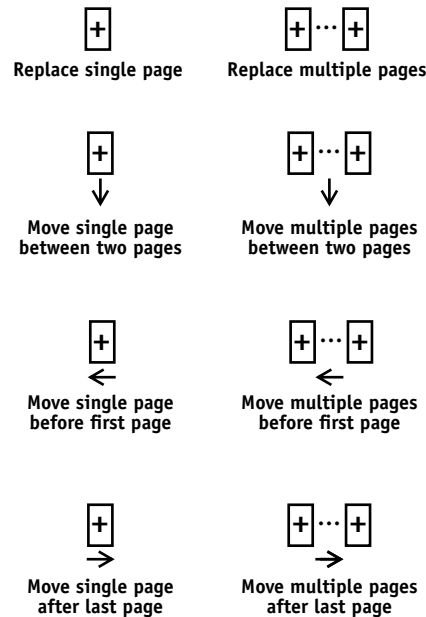 +
+ ... +
Replace single page
Replace multiple pages
+
+ ... +
Move single page
between two pages
Move multiple pages
between two pages
+
+ ... +
Move single page
before first page
Move multiple pages
before first page
+
+ ... +
Move single page
after last page
Move multiple pages
after last page